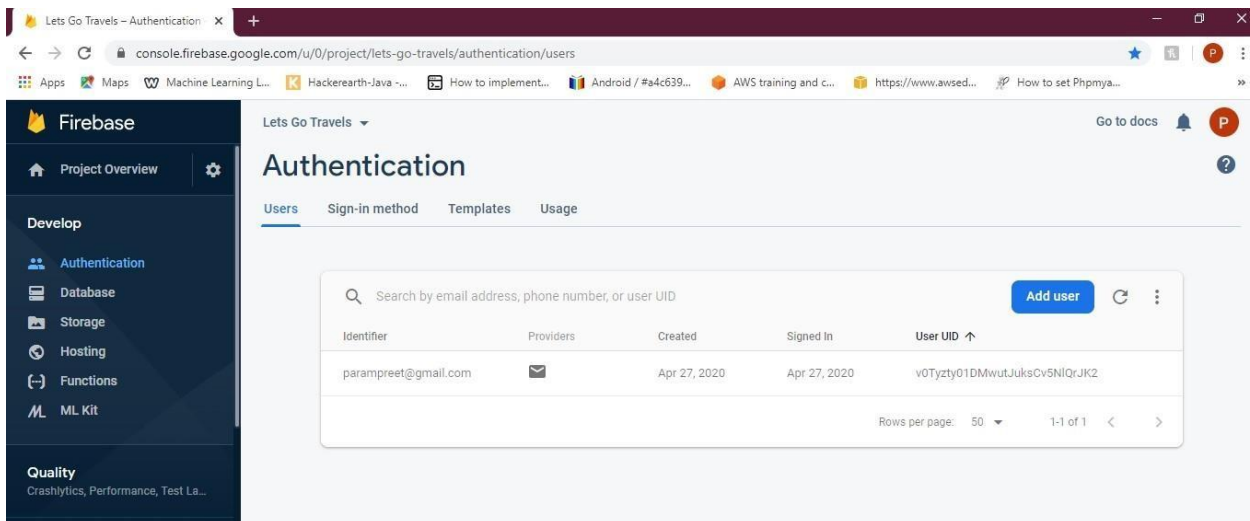 Lets Go Travels – Authentication
console.firebase.google.com/u/0/project/lets-go-travels/authentication/users
Apps Maps Machine Learning L... Hackerearth-Java -... How to implement... Android / #a4c639... AWS training and c... https://www.awsed... How to set Phpmya... »
Firebase
Lets Go Travels
Go to docs
P
Project Overview
Authentication
Users Sign-in method Templates Usage
Develop
Authentication
Database
Storage
Hosting
Functions
ML Kit
Quality
Crashlytics, Performance, Test La...
Search by email address, phone number, or user UID
Add user
Identifier Providers Created Signed In User UID ↑
parampreet@gmail.com Apr 27, 2020 Apr 27, 2020 v0Tyzty01DMwutJuksCv5NlQrJK2
Rows per page: 50 1-1 of 1